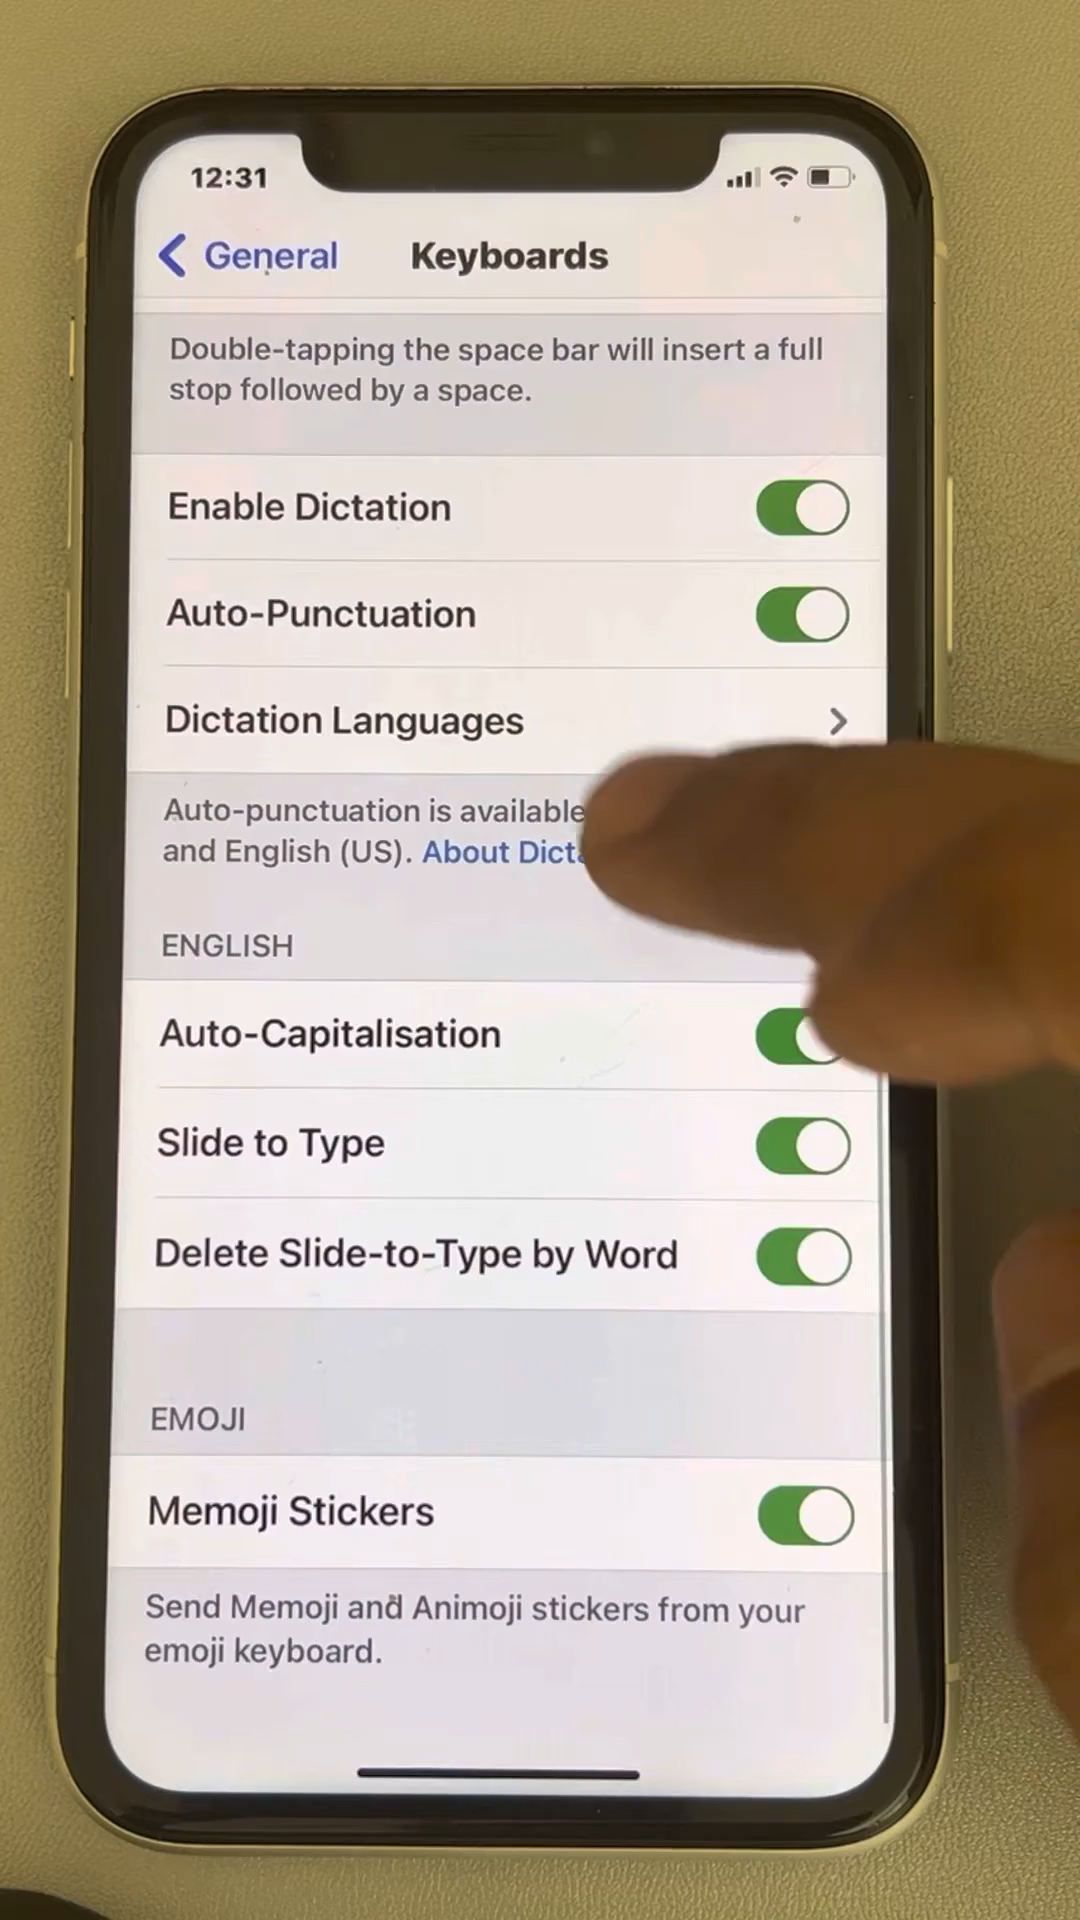 12:31
General
Keyboards
Double-tapping the space bar will insert a full
stop followed by a space.
Enable Dictation
Auto-Punctuation
Dictation Languages
Auto-punctuation is available
and English (US). About
ENGLISH
Auto-Capitalisation
Slide to Type
Delete Slide-to-Type by Word
EMOJI
Memoji Stickers
Send Memoji and Animoji stickers from your
emoji keyboard.